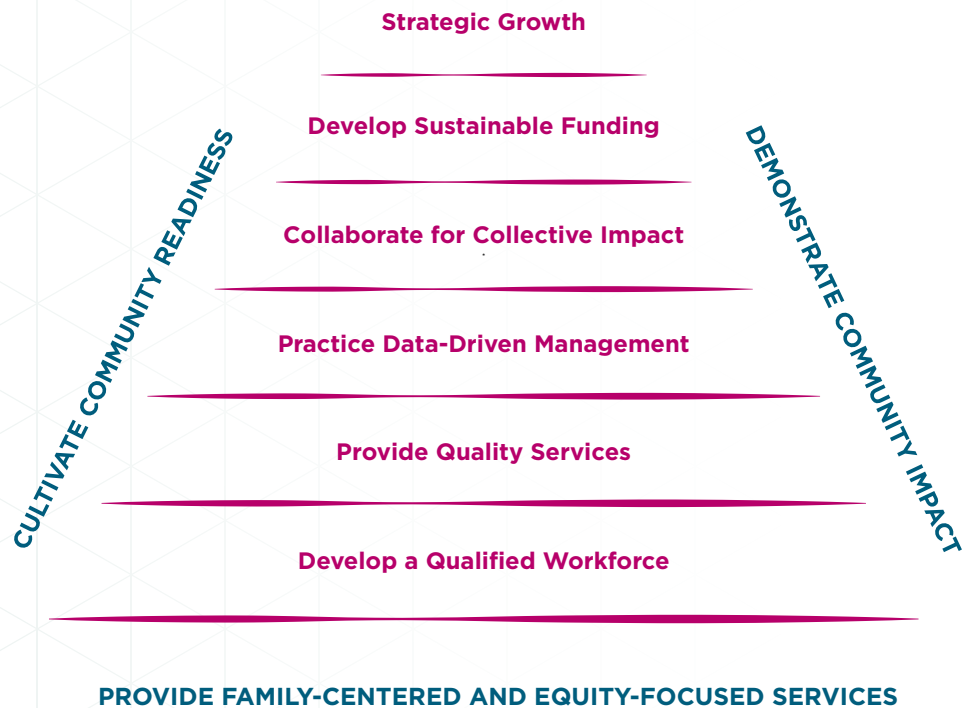 Strategic Growth
Develop Sustainable Funding
Collaborate for Collective Impact
Practice Data-Driven Management
Provide Quality Services
Develop a Qualified Workforce
CULTIVATE COMMUNITY READINESS
DEMONSTRATE COMMUNITY IMPACT
PROVIDE FAMILY-CENTERED AND EQUITY-FOCUSED SERVICES